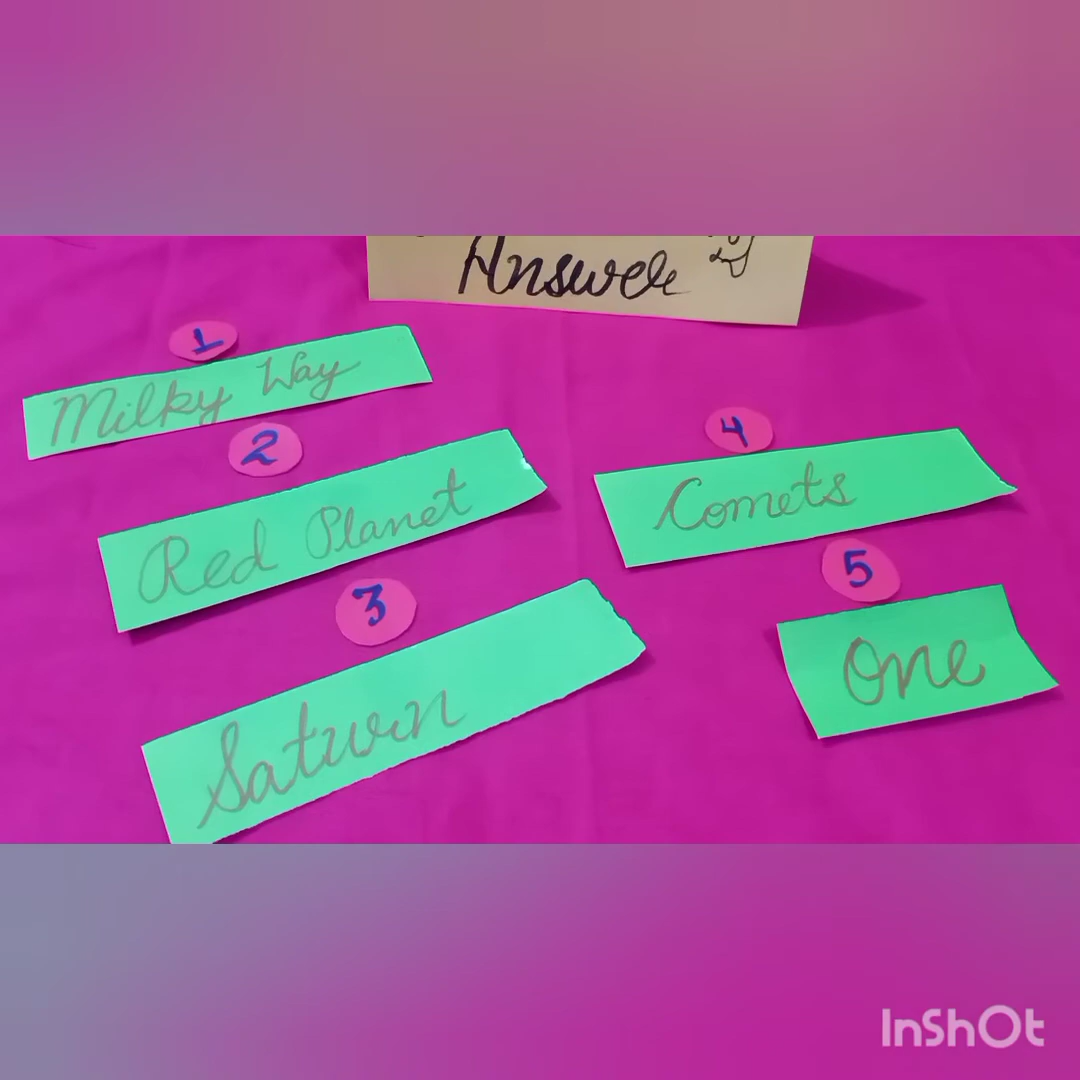 Answer
1
Milky Way
2
Red Planet
3
Saturn
4
Comets
5
One
InShOt